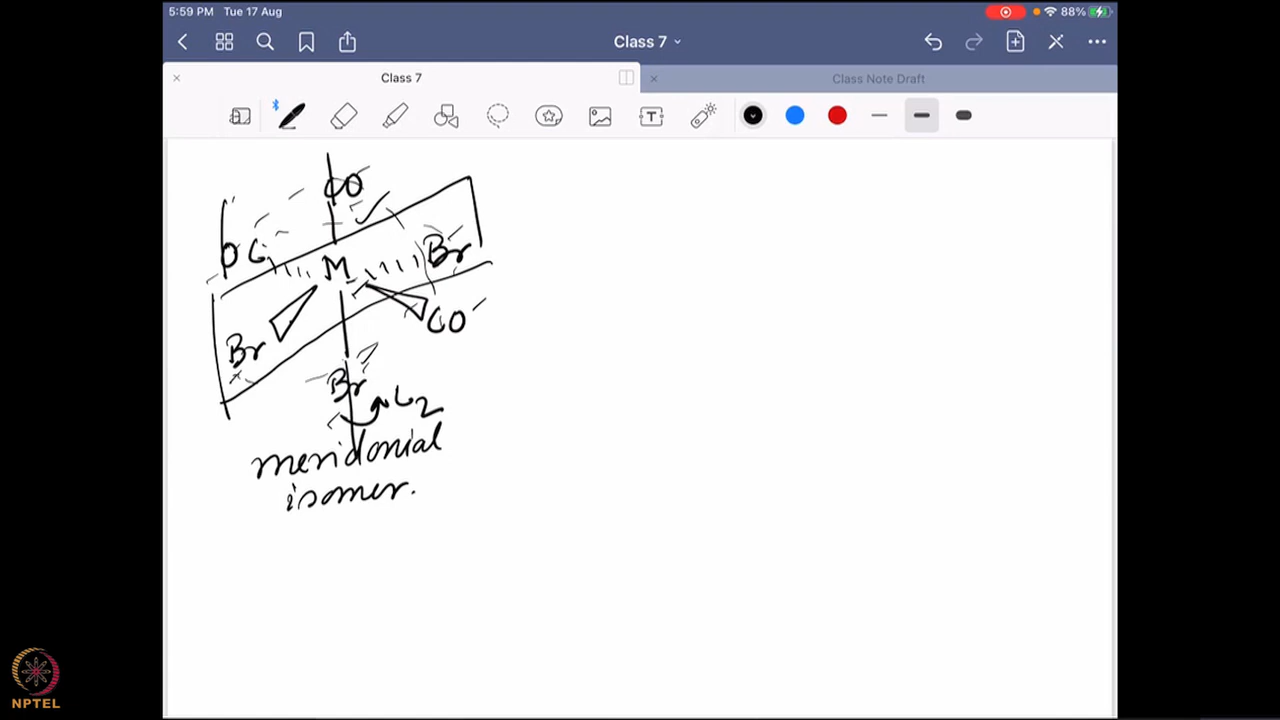 5:59 PM Tue 17 Aug
88%
Class 7
Class 7
Class Note Draft
T
CO
OC
M
Br
Br
CO
Br
C2
meridonial
isomer.
NPTEL